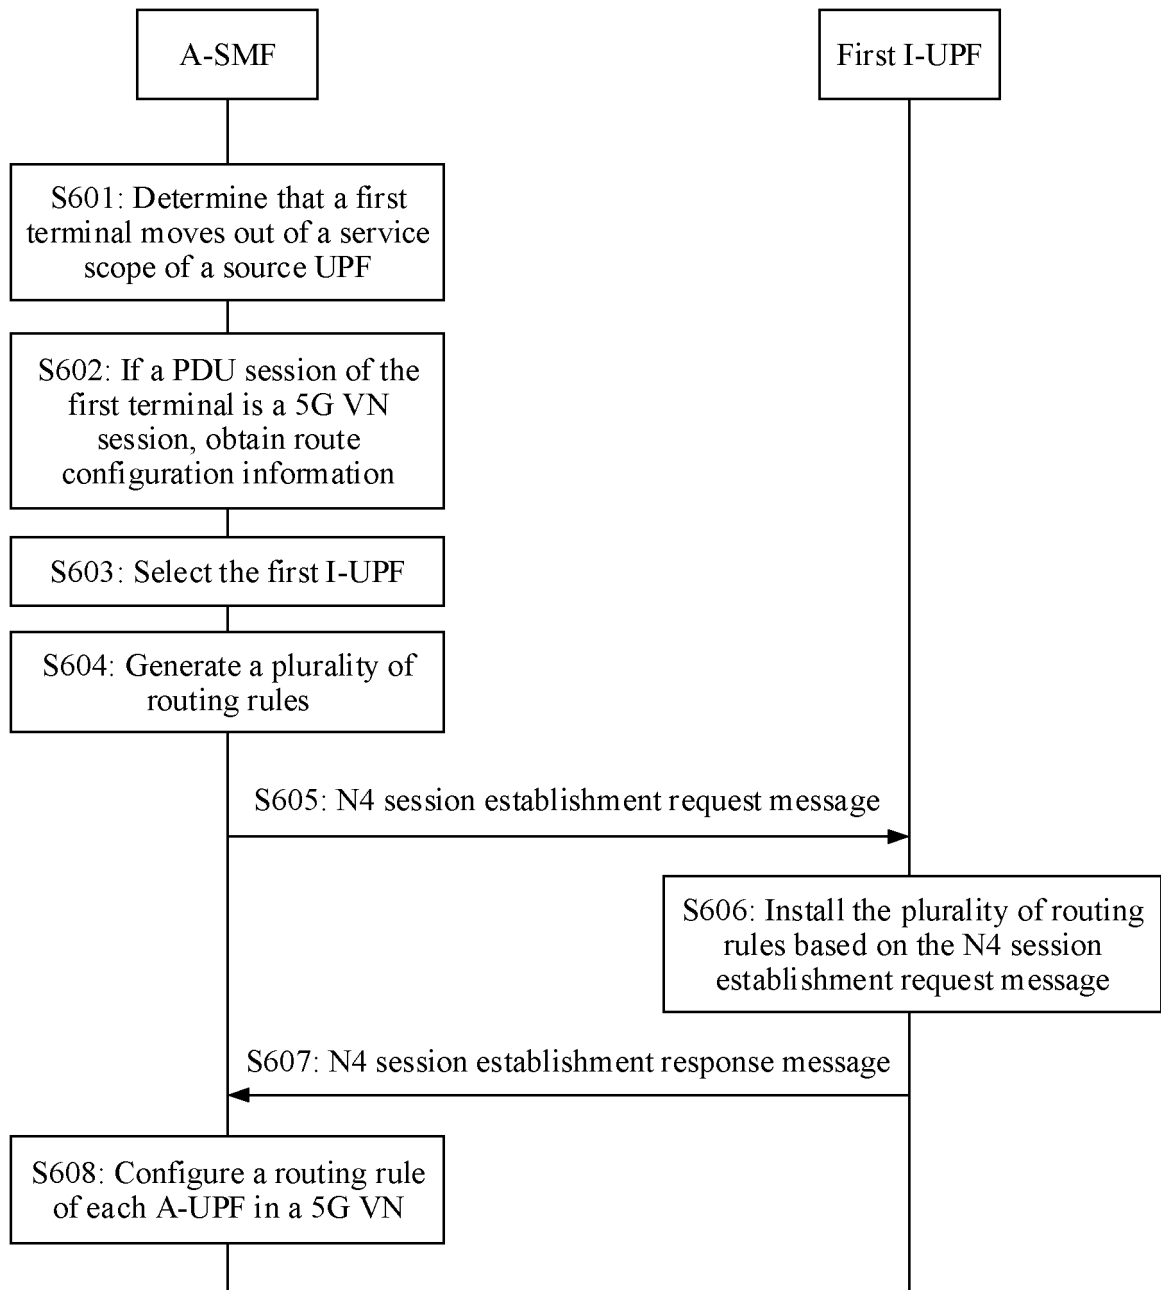 A-SMF
First I-UPF
S601: Determine that a first
terminal moves out of a service
scope of a source UPF
S602: If a PDU session of the
first terminal is a 5G VN
session, obtain route
configuration information
S603: Select the first I-UPF
S604: Generate a plurality of
routing rules
S605: N4 session establishment request message
S606: Install the plurality of routing
rules based on the N4 session
establishment request message
S607: N4 session establishment response message
S608: Configure a routing rule
of each A-UPF in a 5G VN